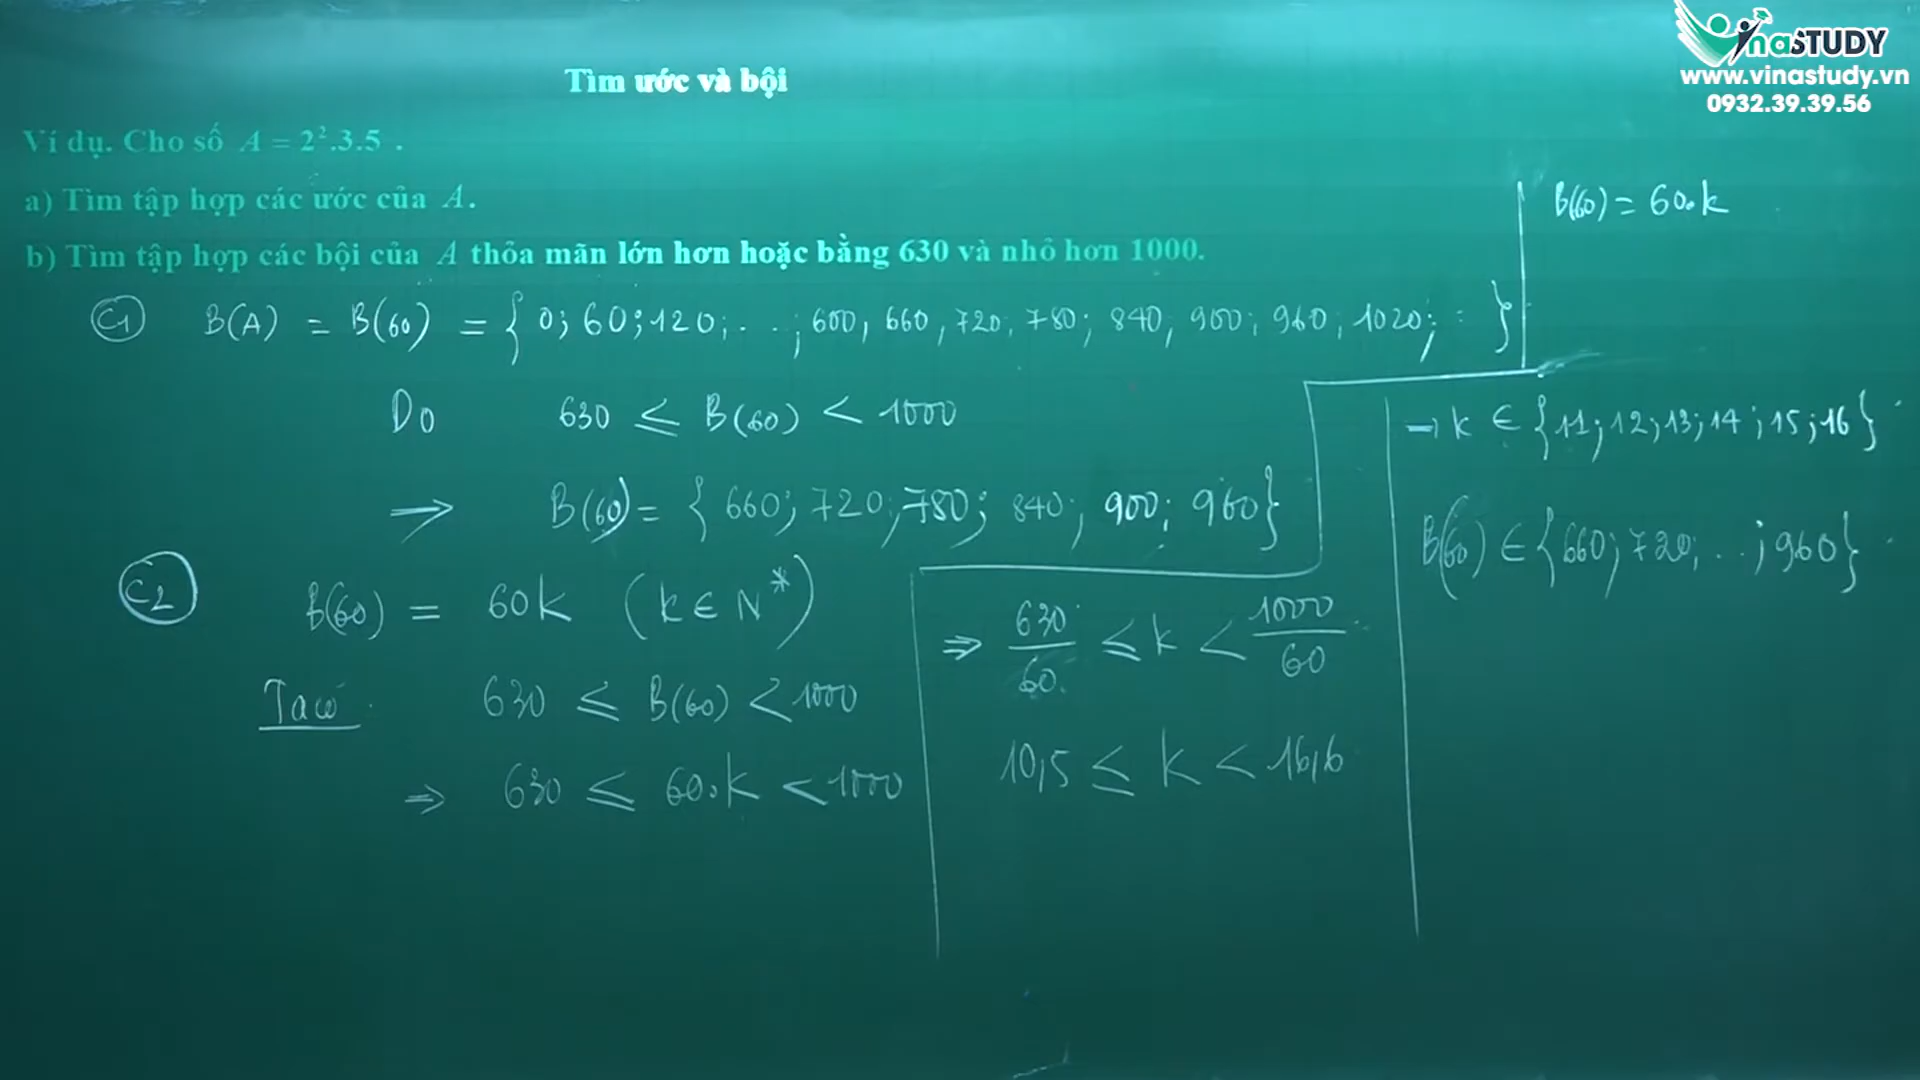 VinaSTUDY
www.vinastudy.vn
0932.39.39.56
Tìm ước và bội
Ví dụ. Cho số A = 2².3.5 .
a) Tìm tập hợp các ước của A.
b) Tìm tập hợp các bội của A thỏa mãn lớn hơn hoặc bằng 630 và nhỏ hơn 1000.
C1 B(A) = B(60) = { 0; 60; 120; ...; 600, 660, 720, 780; 840, 900; 960; 1020; : }
Do 630 ≤ B(60) < 1000
→ B(60) = { 660; 720; 780; 840; 900; 960}
C2 B(60) = 60k (k ∈ N*)
Ta có 630 ≤ B(60) < 1000
⇒ 630 ≤ 60.k < 1000
⇒ 630/60 ≤ k < 1000/60
10,5 ≤ k < 16,6
B(60) = 60.k
→ k ∈ {11; 12; 13; 14; 15; 16}
B(60) ∈ {660; 720; ...; 960}